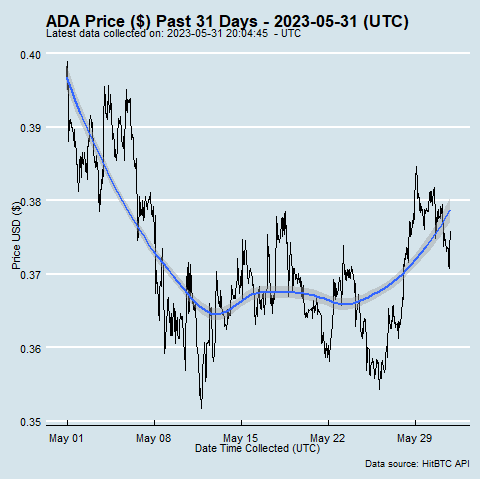 ADA Price ($) Past 31 Days - 2023-05-31 (UTC)
Latest data collected on: 2023-05-31 20:04:45  - UTC
0.40
0.39
0.38
0.37
0.36
0.35
Price USD ($)
May 01 May 08 May 15 May 22 May 29
Date Time Collected (UTC)
Data source: HitBTC API